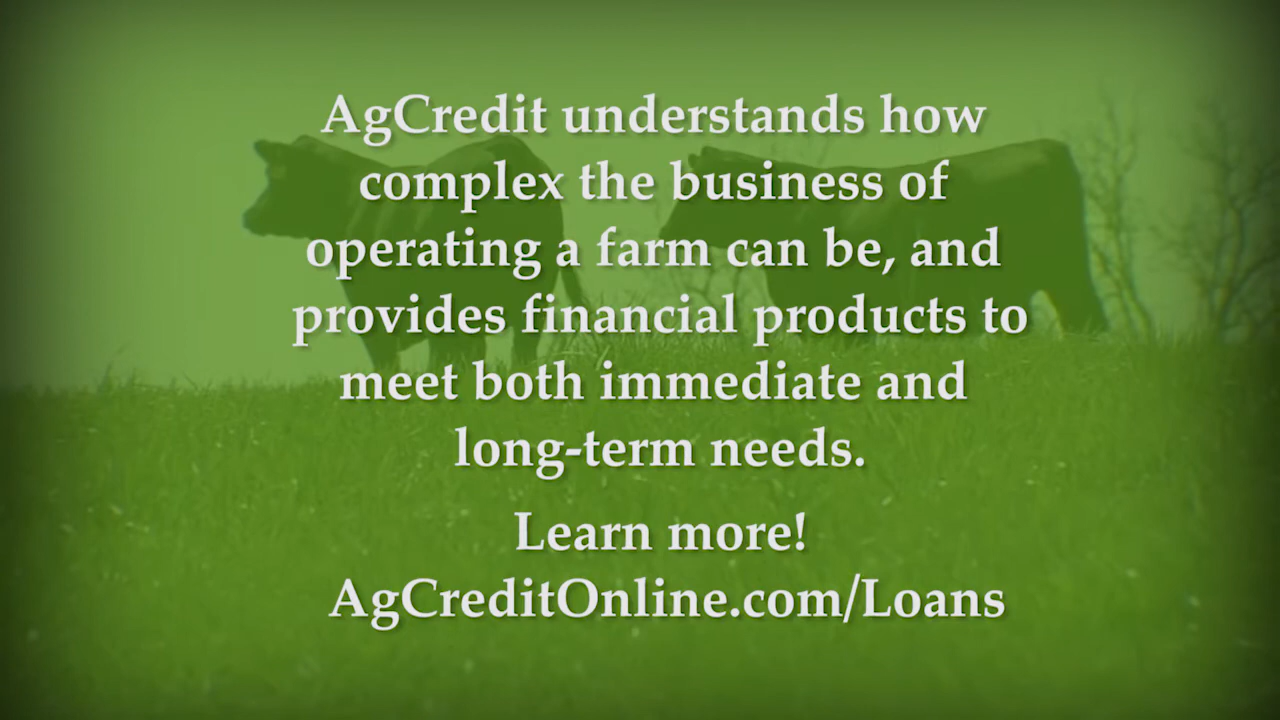 AgCredit understands how
complex the business of
operating a farm can be, and
provides financial products to
meet both immediate and
long-term needs.
Learn more!
AgCreditOnline.com/Loans